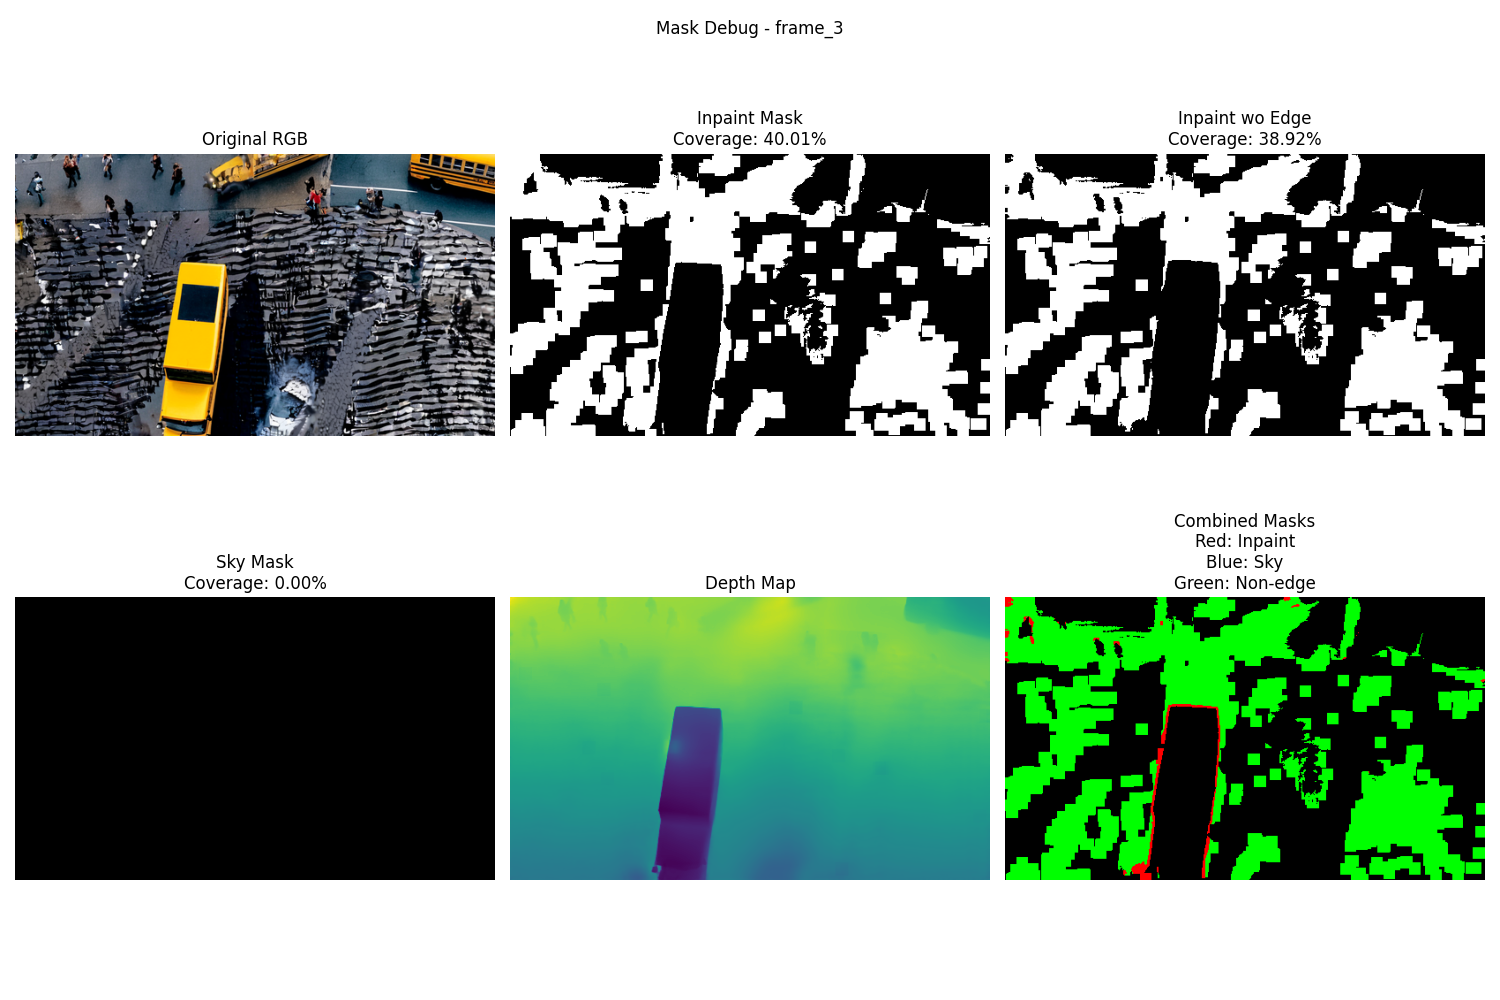 Mask Debug - frame_3
Original RGB
Inpaint Mask
Coverage: 40.01%
Inpaint wo Edge
Coverage: 38.92%
Sky Mask
Coverage: 0.00%
Depth Map
Combined Masks
Red: Inpaint
Blue: Sky
Green: Non-edge